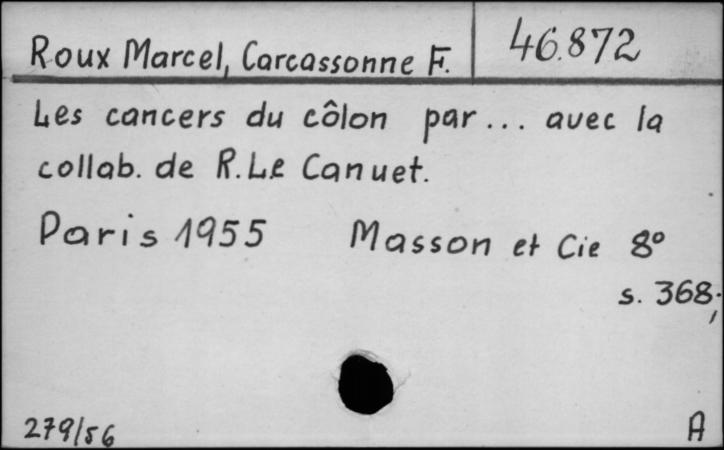 Roux Marcel, Carcassonne F.
46.872
Les cancers du côlon par ... avec la
collab. de R. Le Canuet.
Paris 1955 Masson et Cie 8°
s. 368.,
279/56
A